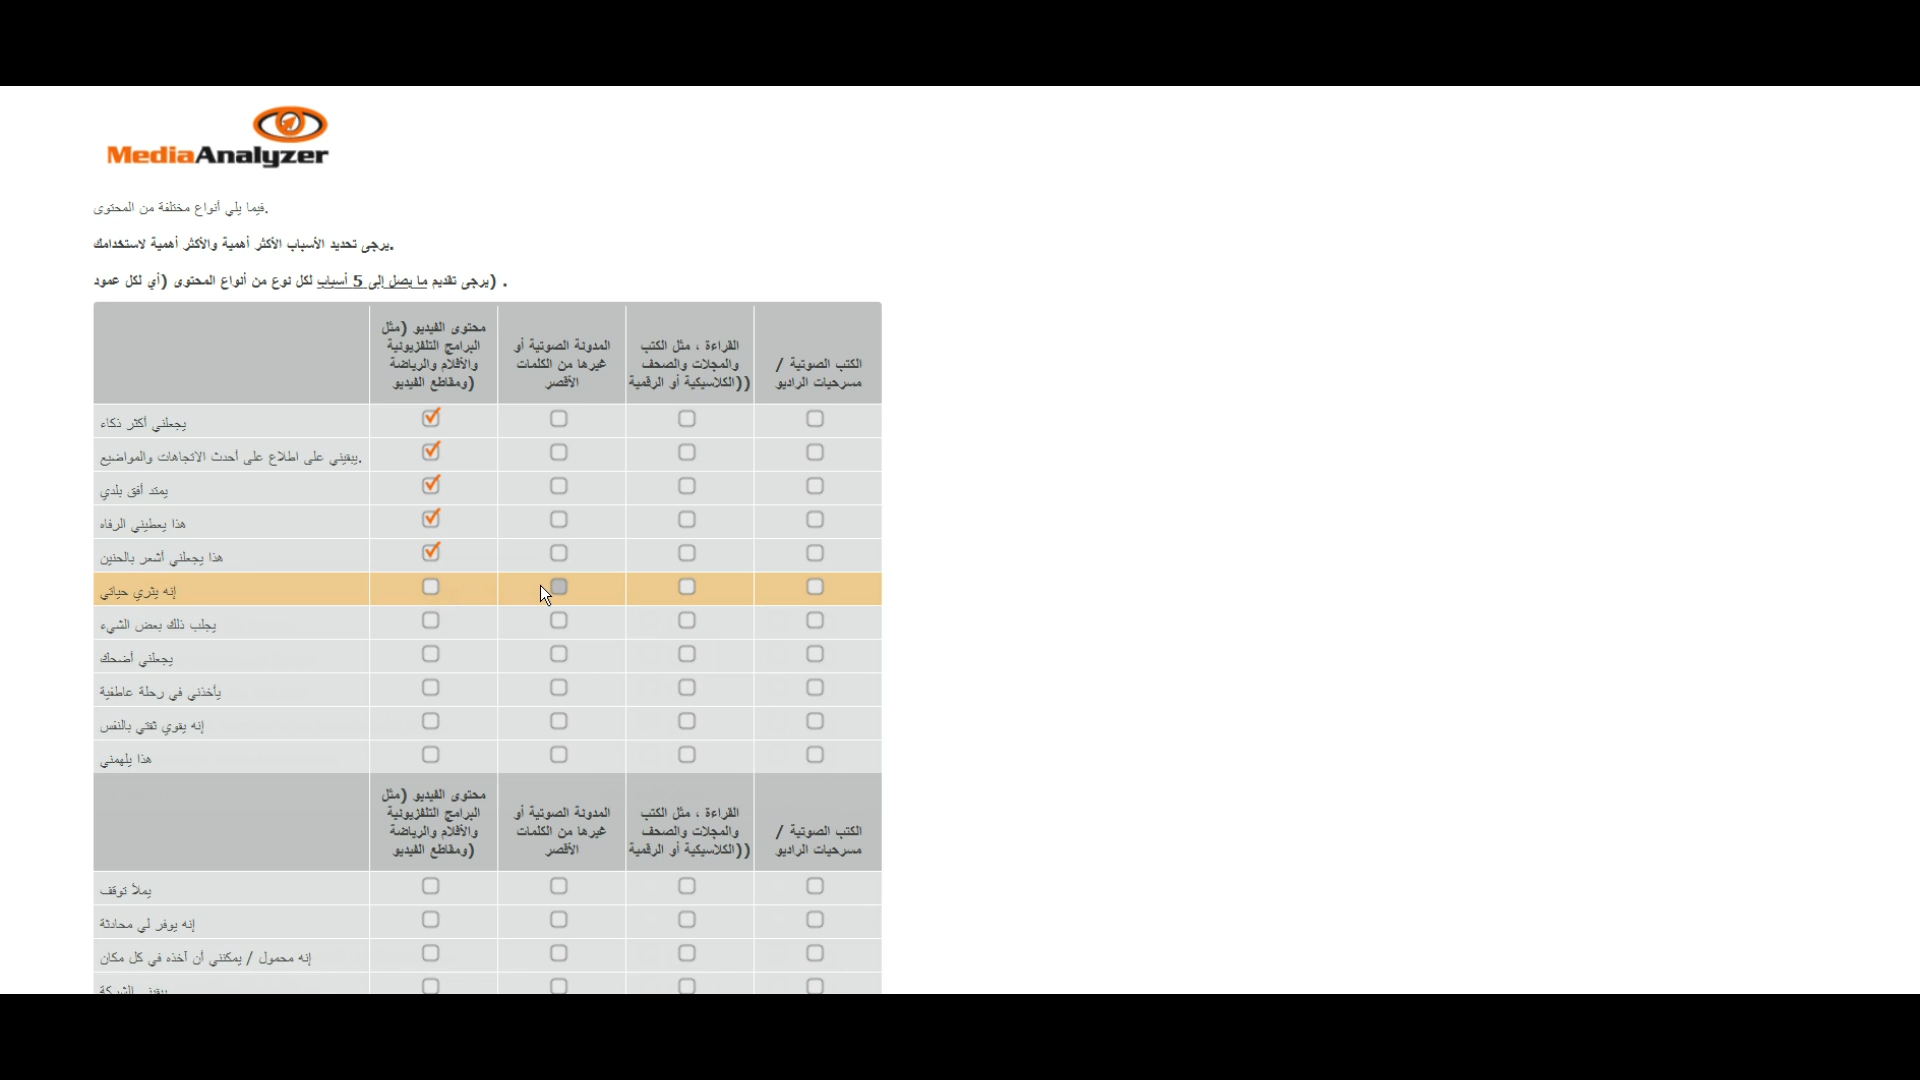 MediaAnalyzer
فيما يلي أنواع مختلفة من المحتوى.
يرجى تحديد الأسباب الأكثر أهمية والأكثر أهمية لاستخدامك.
(يرجى تقديم ما يصل إلى 5 أسباب لكل نوع من أنواع المحتوى (أي لكل عمود .
محتوى الفيديو (مثل
البرامج التلفزيونية
والأفلام والرياضة
ومقاطع الفيديو)
المدونة الصوتية أو
غيرها من الكلمات
الأقصر
القراءة ، مثل الكتب
والمجلات والصحف
((الكلاسيكية أو الرقمية
الكتب الصوتية /
مسرحيات الراديو
يجعلني أكثر ذكاء
يبقيني على اطلاع على أحدث الاتجاهات والمواضيع.
يمتد أفق بلدي
هذا يعطيني الرفاه
هذا يجعلني أشعر بالحنين
إنه يثري حياتي
يجلب ذلك بعض الشيء
يجعلني أضحك
يأخذني في رحلة عاطفية
إنه يقوي ثقتي بالنفس
هذا يلهمني
محتوى الفيديو (مثل
البرامج التلفزيونية
والأفلام والرياضة
ومقاطع الفيديو)
المدونة الصوتية أو
غيرها من الكلمات
الأقصر
القراءة ، مثل الكتب
والمجلات والصحف
((الكلاسيكية أو الرقمية
الكتب الصوتية /
مسرحيات الراديو
يملأ توقف
إنه يوفر لي محادثة
إنه محمول / يمكنني أن آخذه في كل مكان